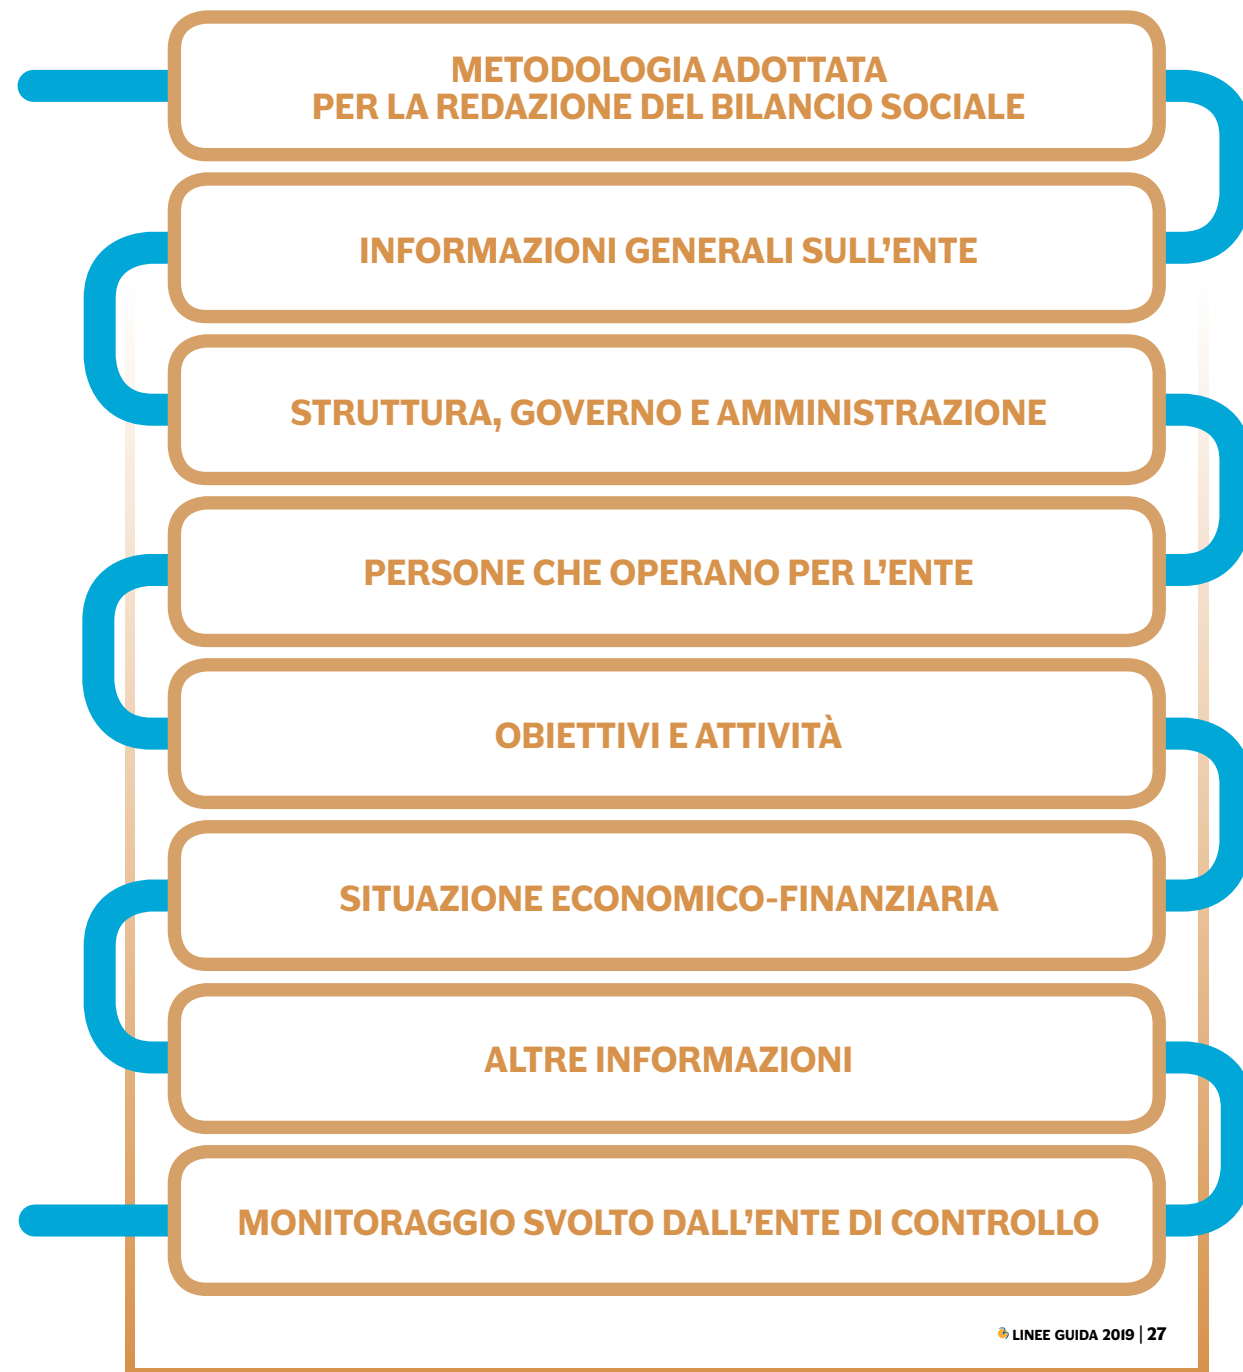 METODOLOGIA ADOTTATA
PER LA REDAZIONE DEL BILANCIO SOCIALE
INFORMAZIONI GENERALI SULL’ENTE
STRUTTURA, GOVERNO E AMMINISTRAZIONE
PERSONE CHE OPERANO PER L’ENTE
OBIETTIVI E ATTIVITÀ
SITUAZIONE ECONOMICO-FINANZIARIA
ALTRE INFORMAZIONI
MONITORAGGIO SVOLTO DALL’ENTE DI CONTROLLO
LINEE GUIDA 2019 | 27